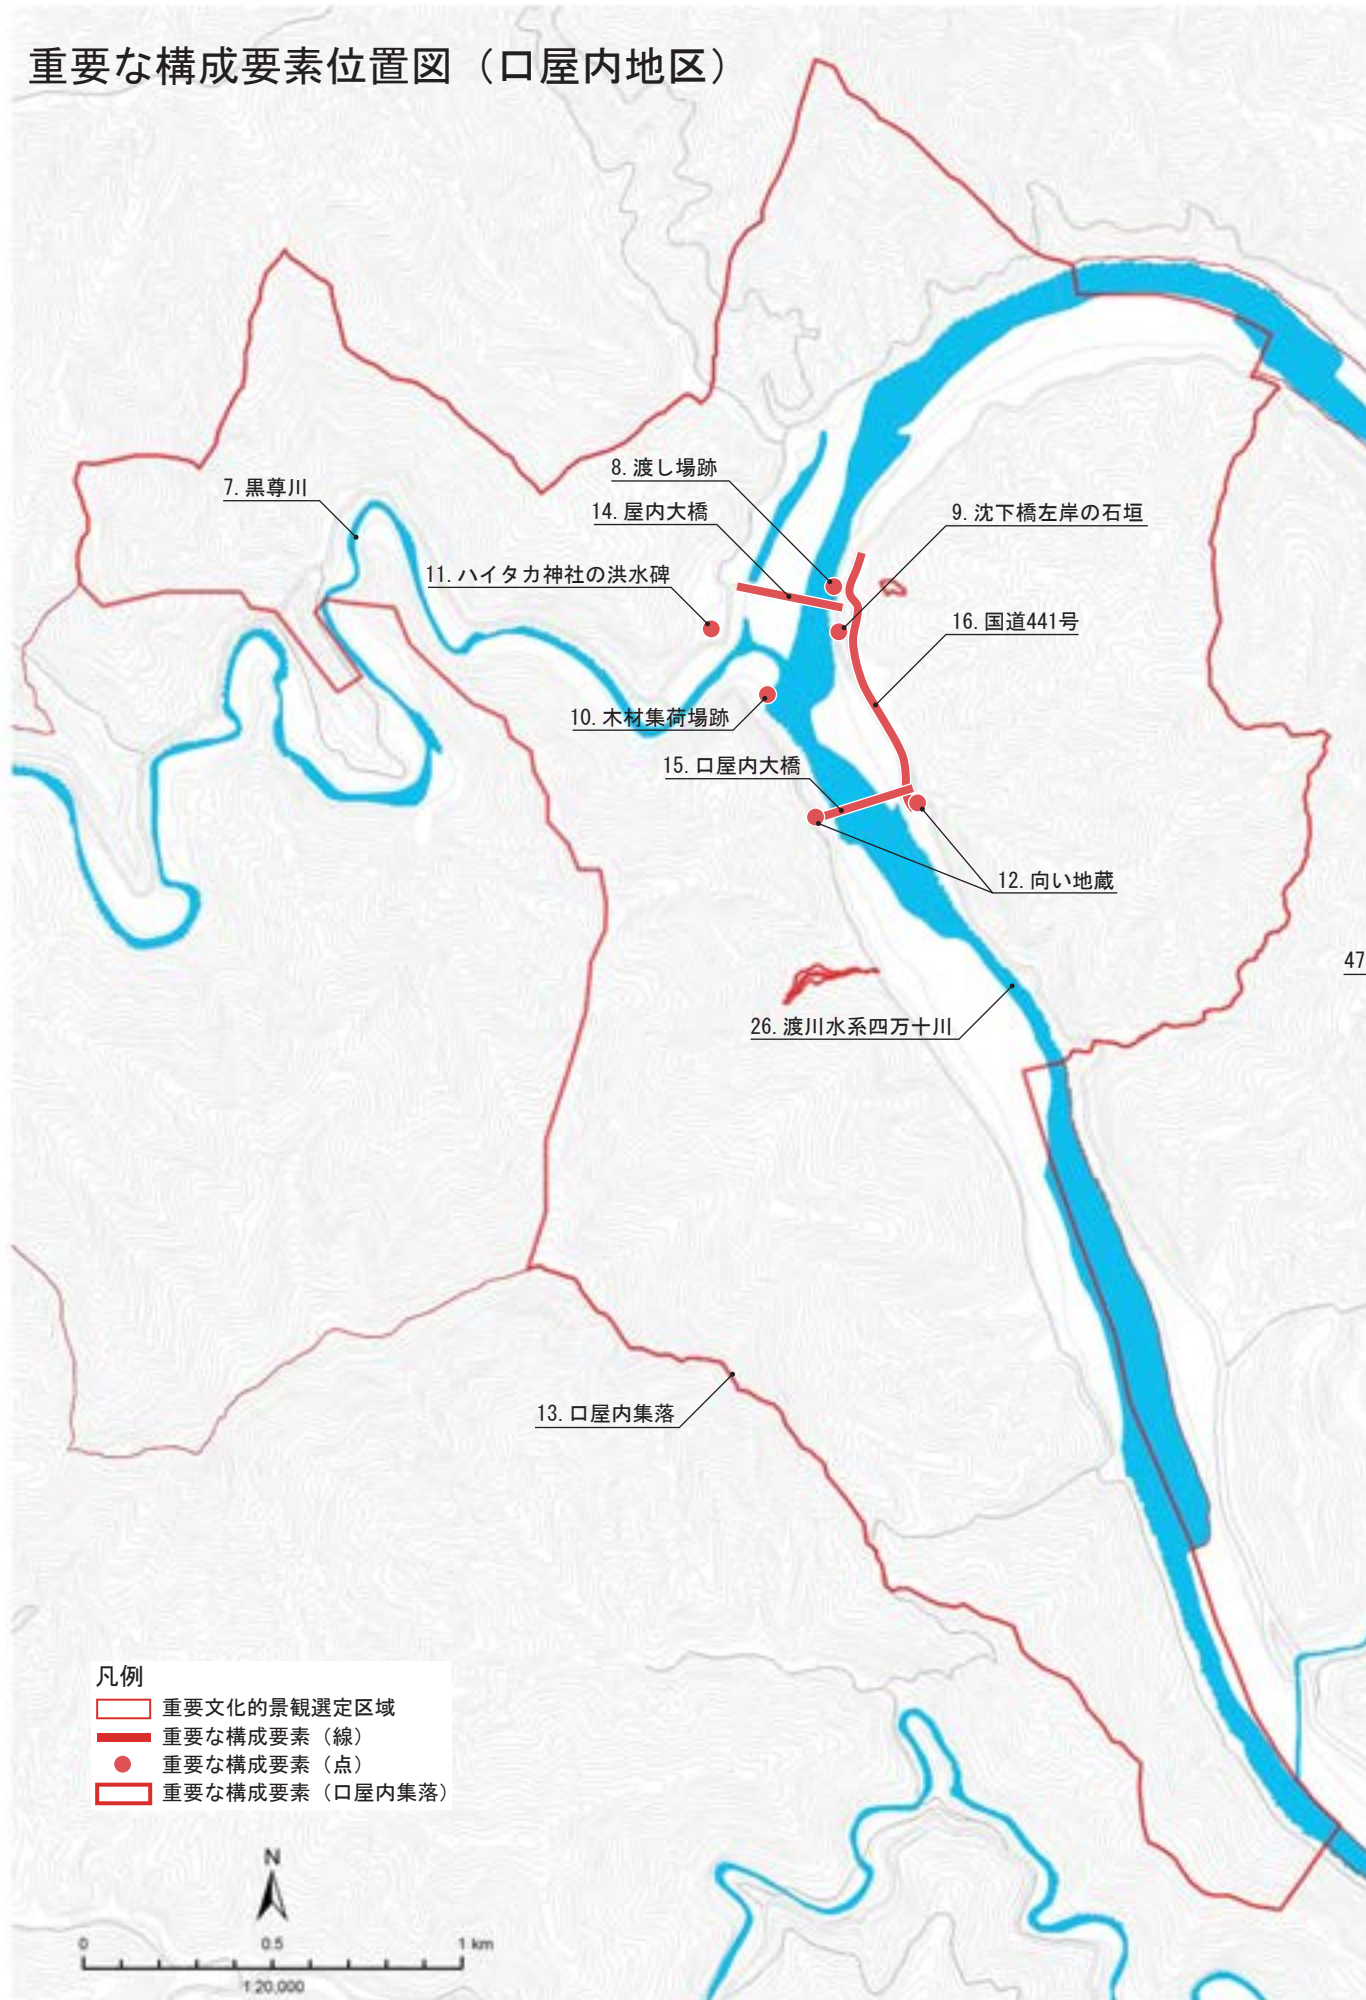 重要な構成要素位置図（口屋内地区）
8. 渡し場跡
7. 黒尊川
14. 屋内大橋
9. 沈下橋左岸の石垣
11. ハイタカ神社の洪水碑
16. 国道441号
10. 木材集荷場跡
15. 口屋内大橋
12. 向い地蔵
47
26. 渡川水系四万十川
13. 口屋内集落
凡例
重要文化的景観選定区域
重要な構成要素（線）
重要な構成要素（点）
重要な構成要素（口屋内集落）
N
0 0.5 1 km
1:20,000